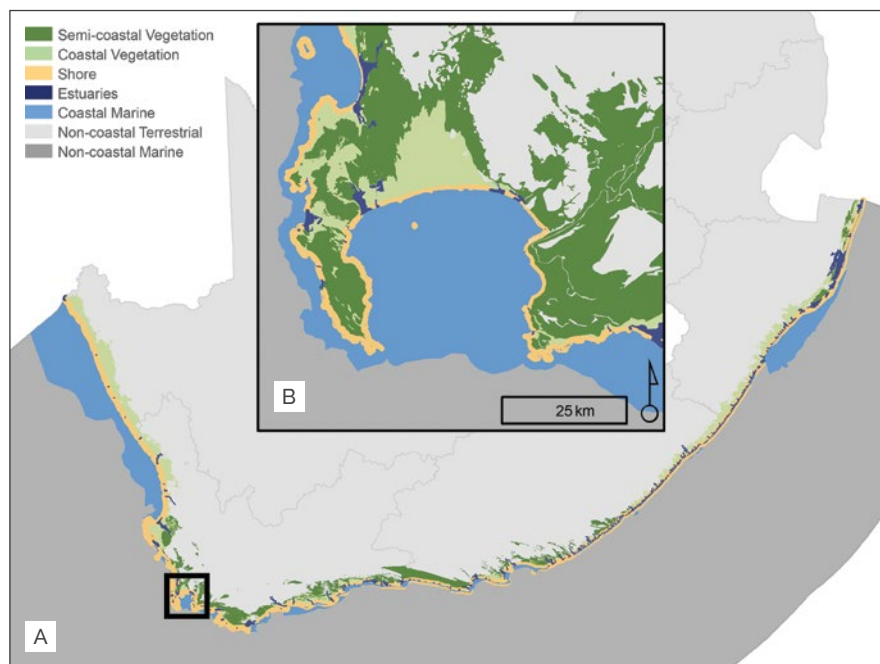 Semi-coastal Vegetation
Coastal Vegetation
Shore
Estuaries
Coastal Marine
Non-coastal Terrestrial
Non-coastal Marine
B
25 km
A